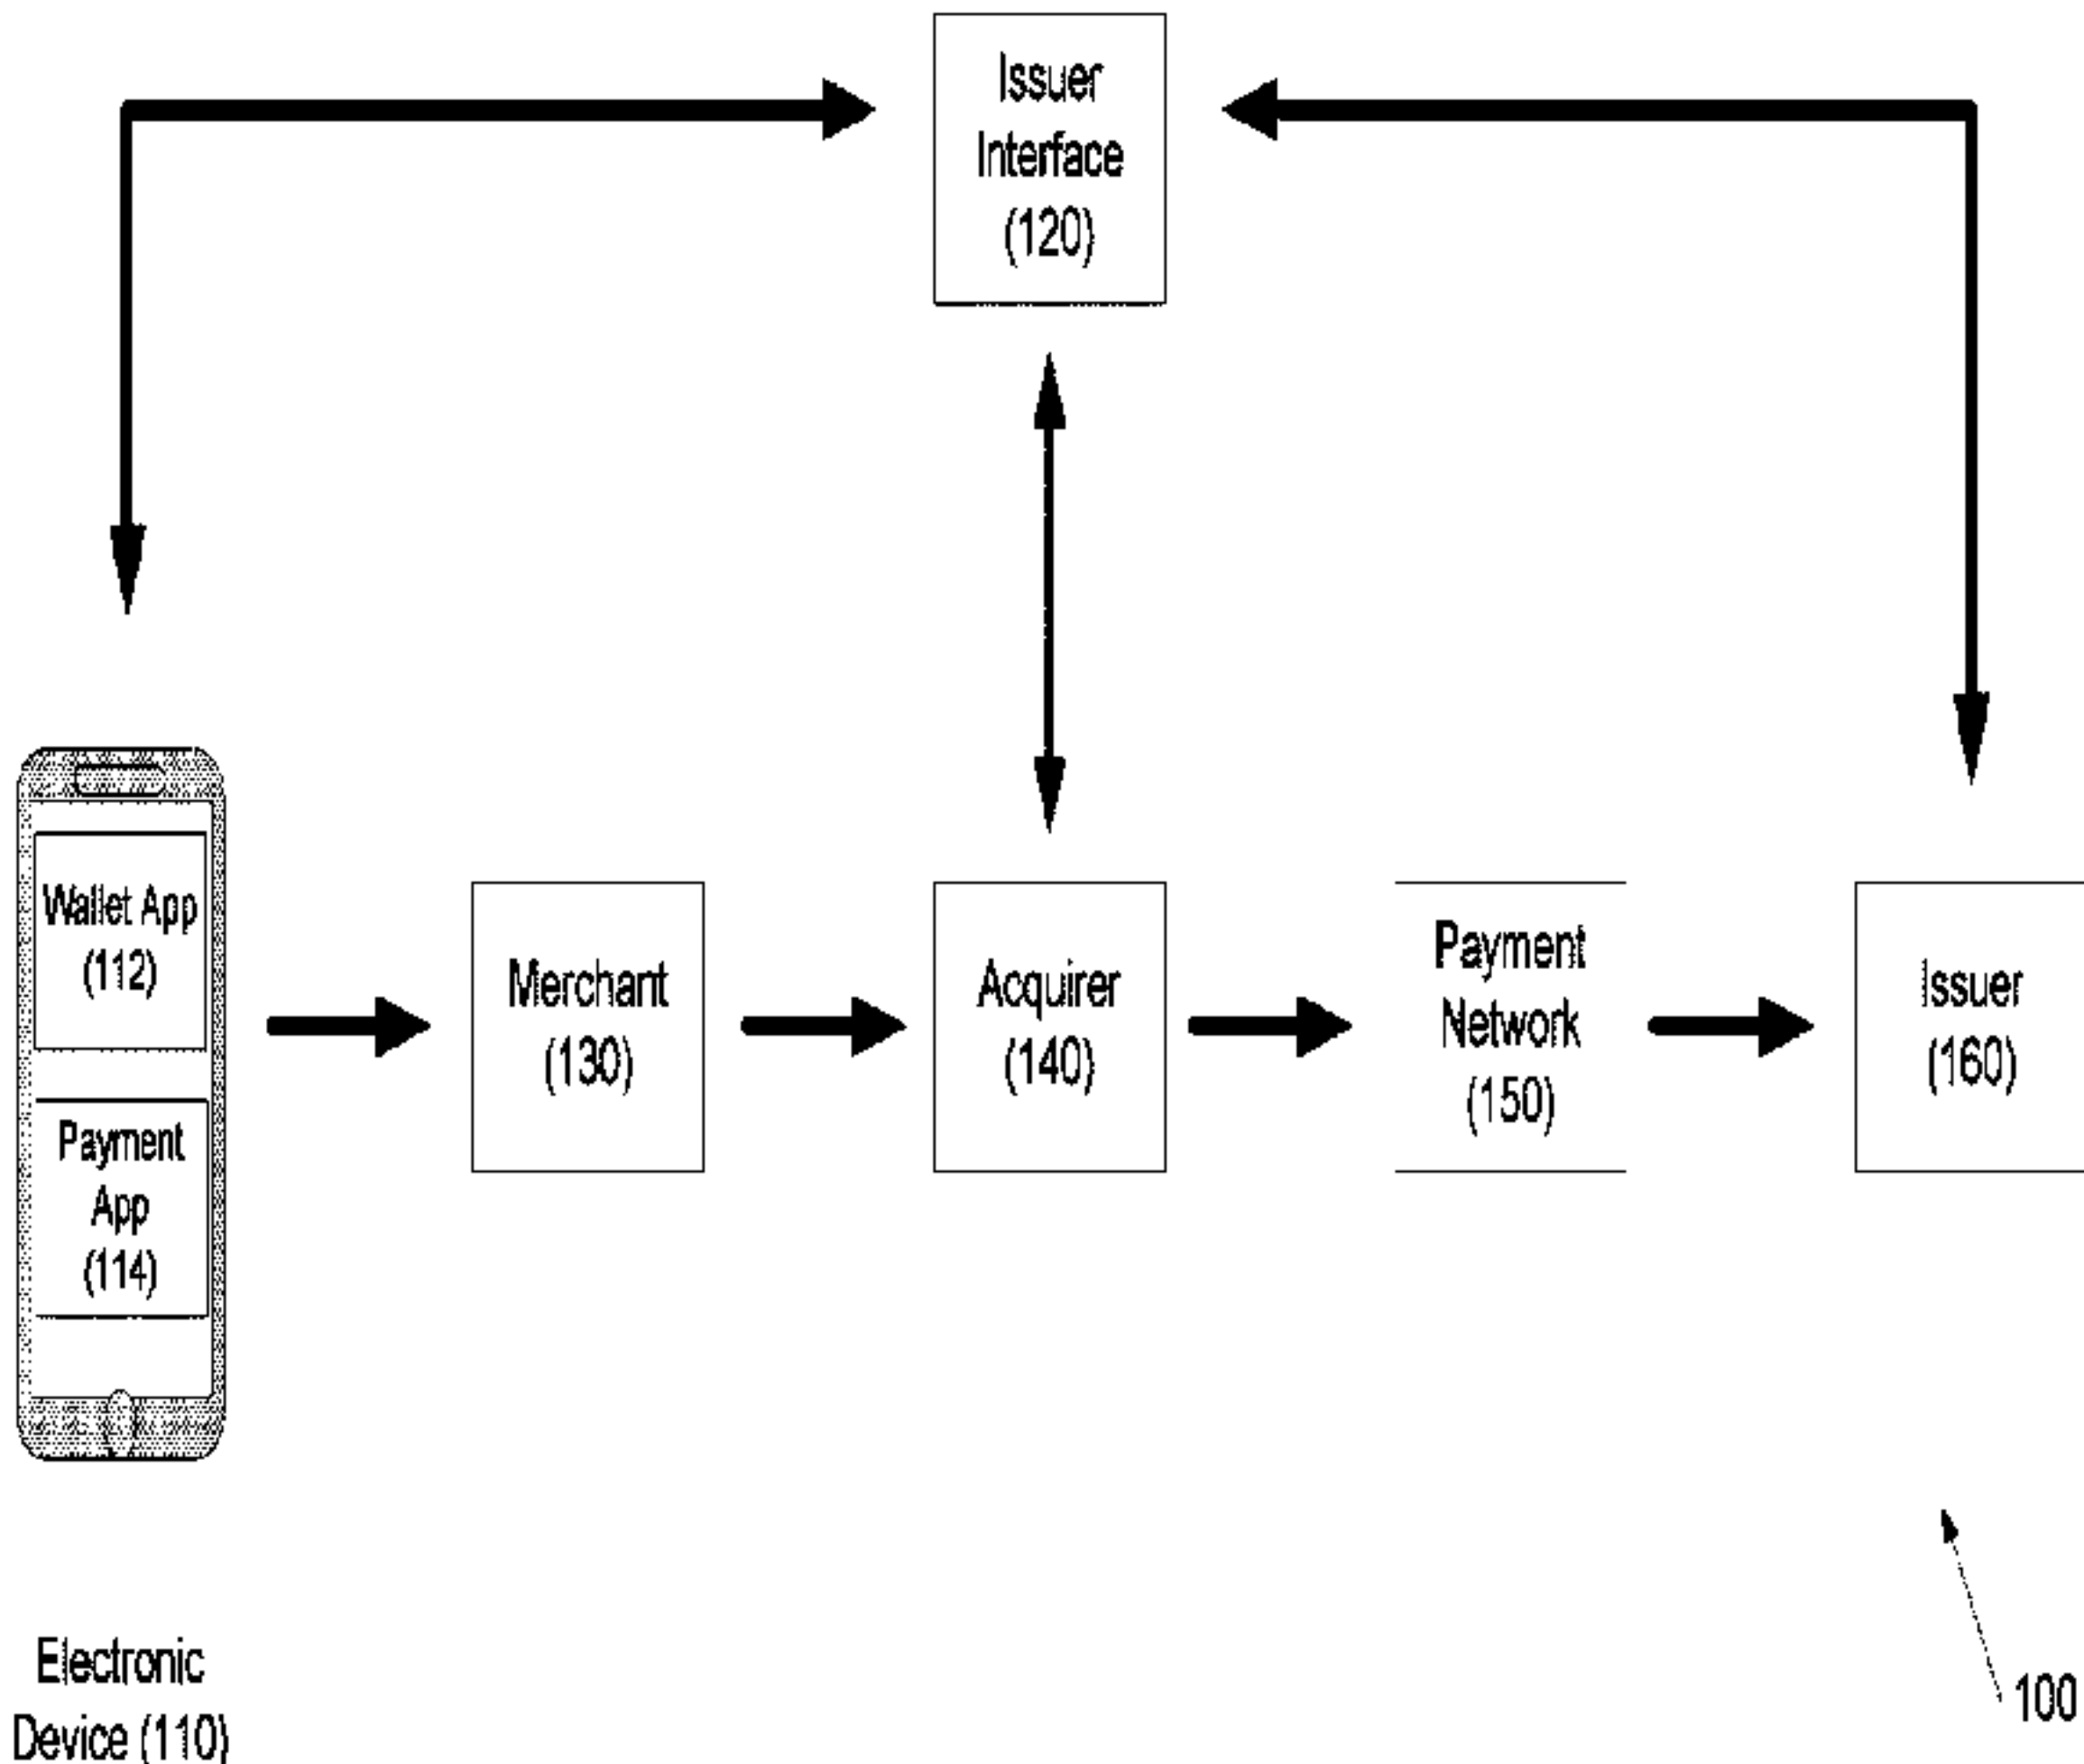 Issuer
Interface
(120)
Wallet App
(112)
Payment
App
(114)
Merchant
(130)
Acquirer
(140)
Payment
Network
(150)
Issuer
(160)
Electronic
Device (110)
100